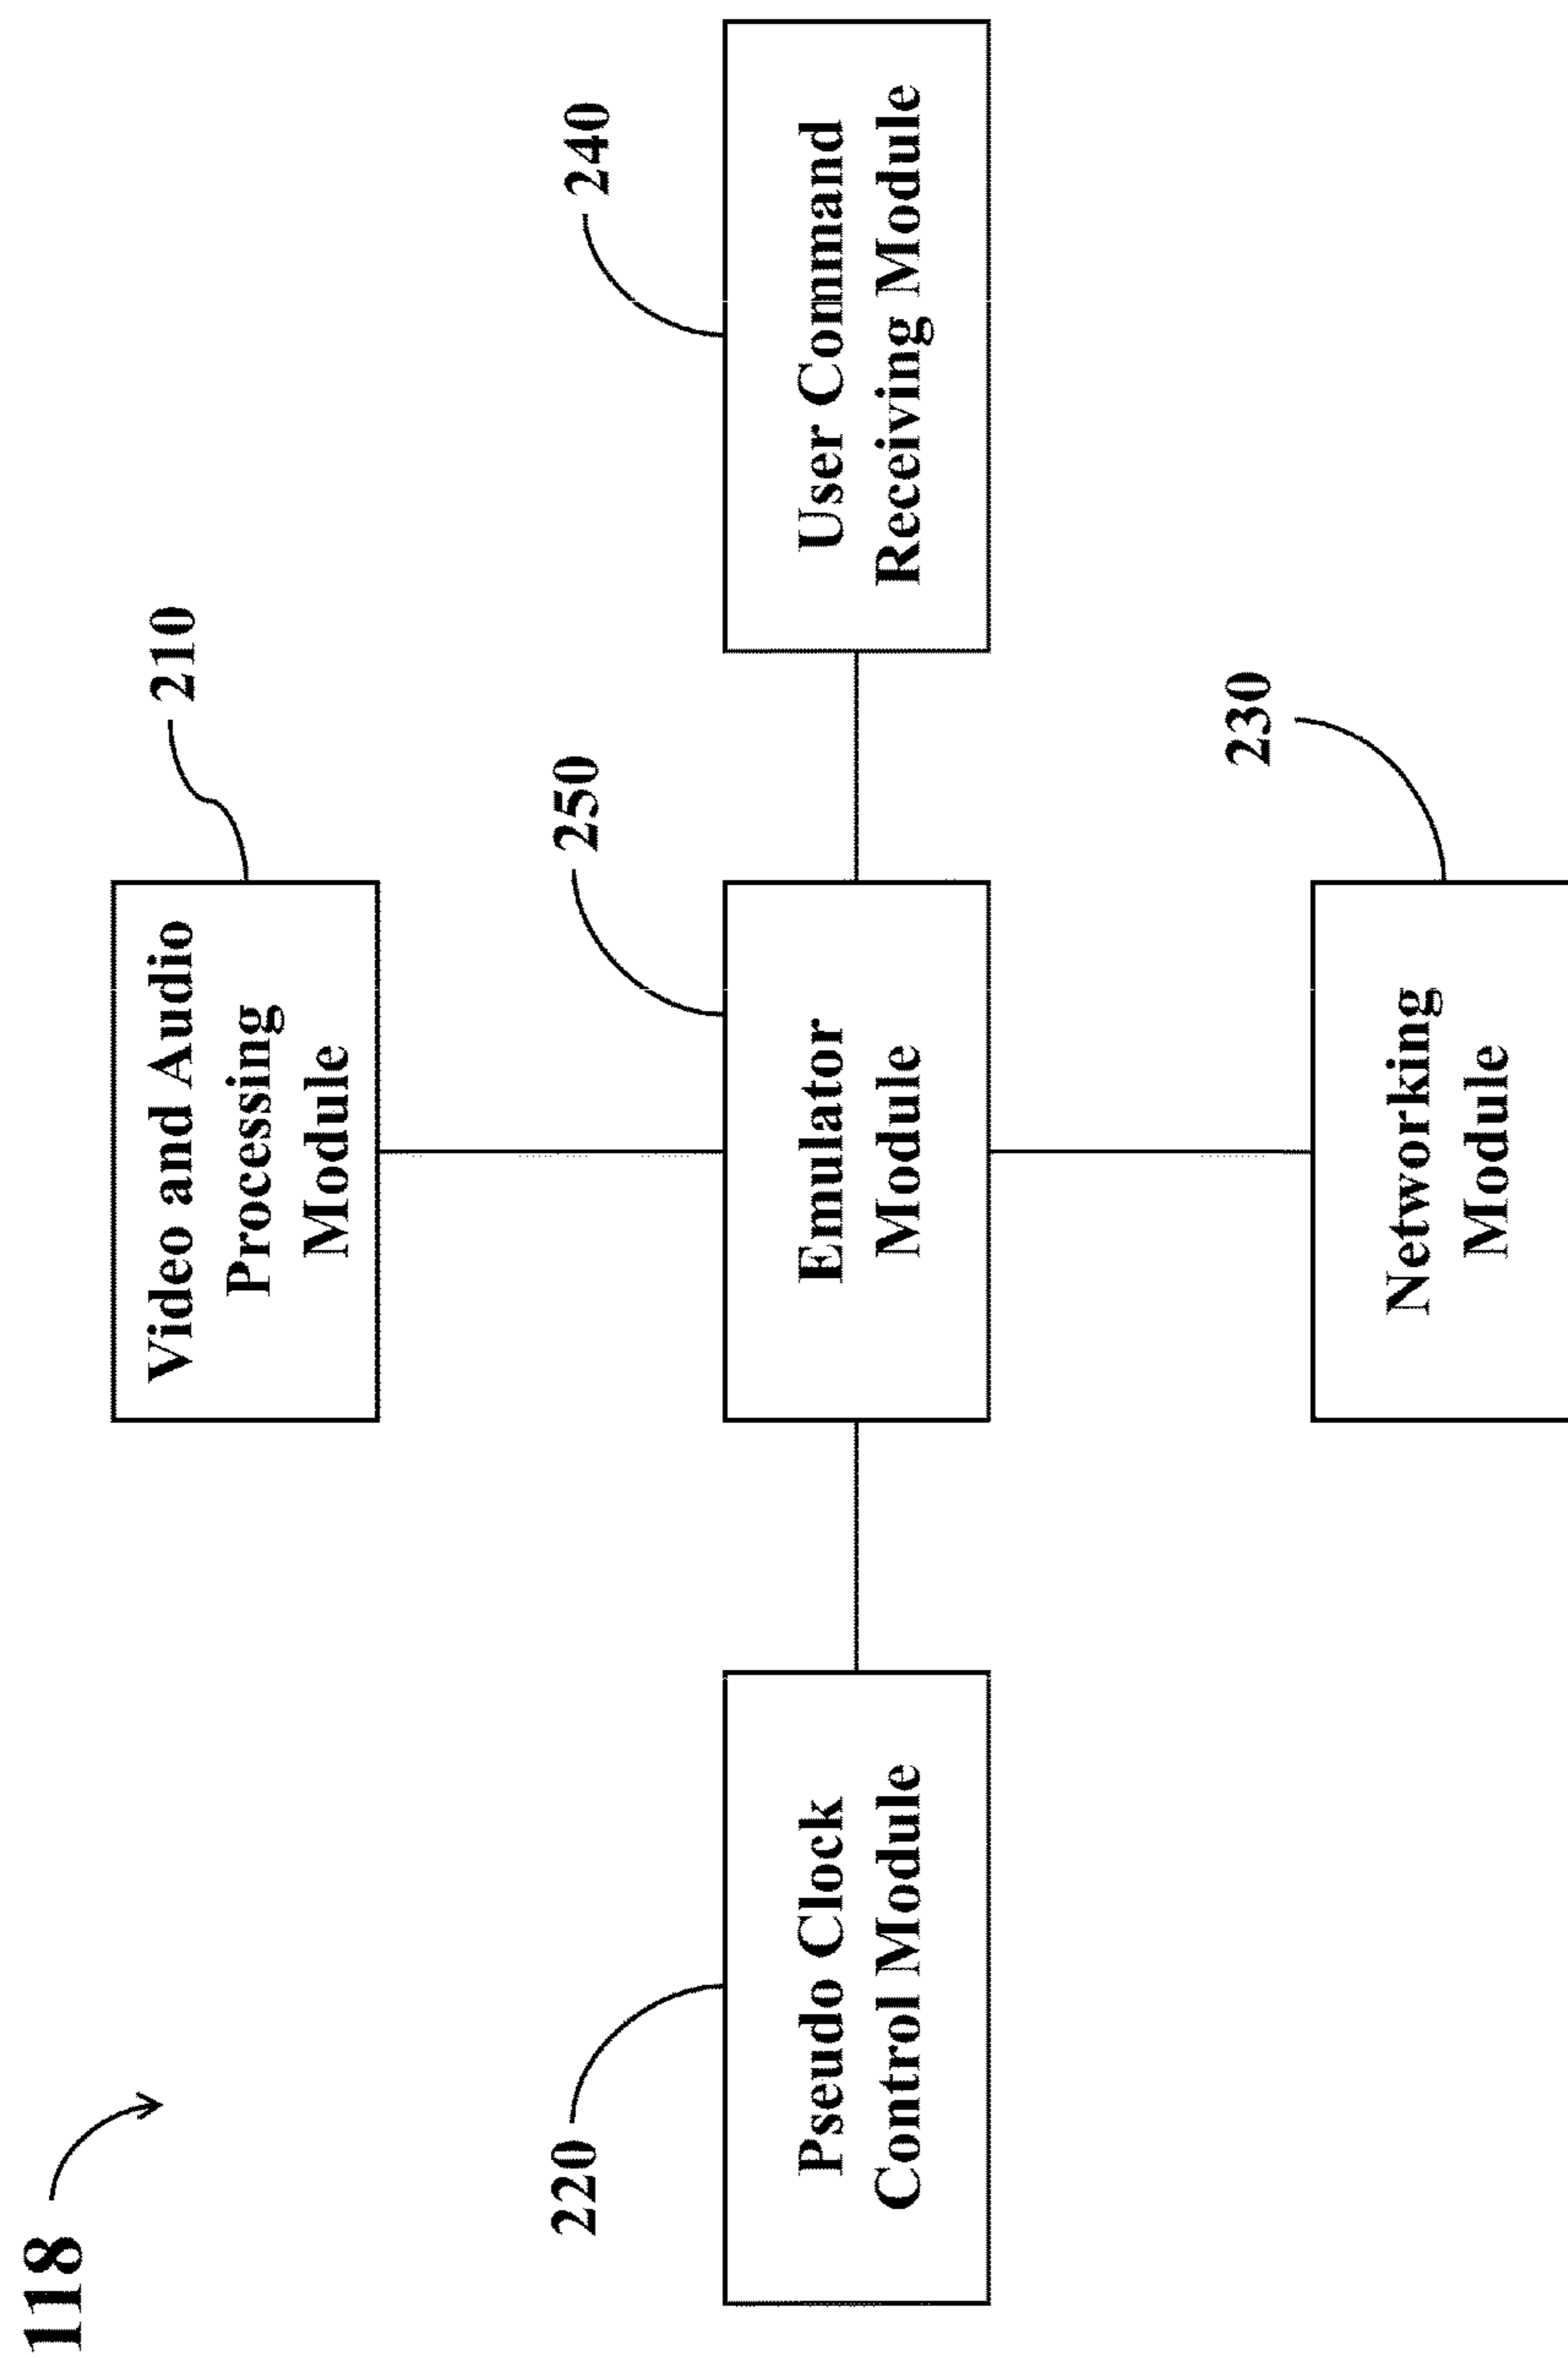 118
210
Video and Audio
Processing
Module
220
Pseudo Clock
Control Module
250
Emulator
Module
240
User Command
Receiving Module
230
Networking
Module